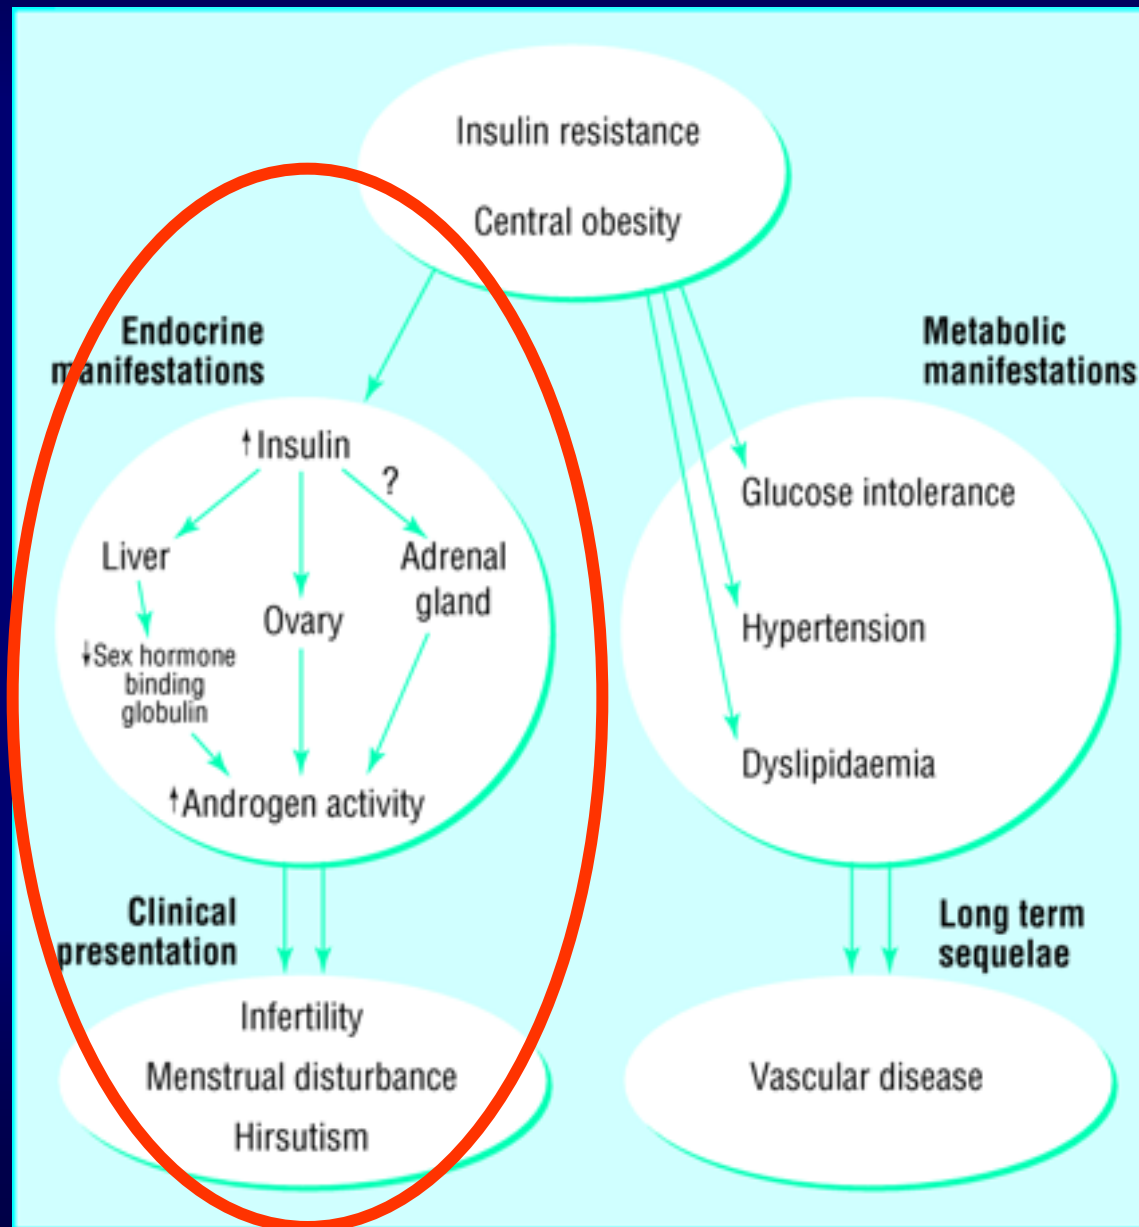 Insulin resistance
Central obesity
Endocrine
manifestations
↑Insulin
?
Liver
Adrenal
gland
Ovary
↓Sex hormone
binding
globulin
↑Androgen activity
Clinical
presentation
Infertility
Menstrual disturbance
Hirsutism
Metabolic
manifestations
Glucose intolerance
Hypertension
Dyslipidaemia
Long term
sequelae
Vascular disease